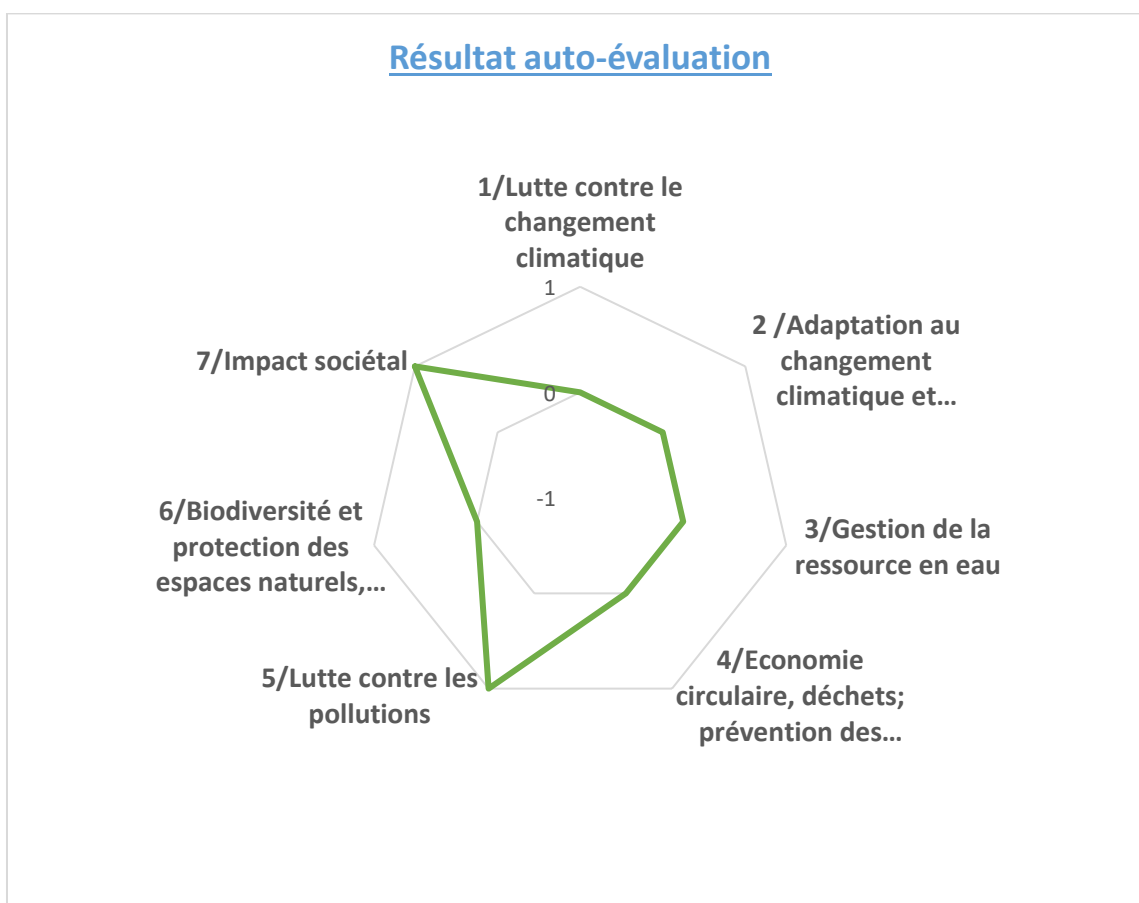 Résultat auto-évaluation
1/Lutte contre le
changement
climatique
1
2 /Adaptation au
changement
climatique et…
7/Impact sociétal
0
-1
6/Biodiversité et
protection des
espaces naturels,…
3/Gestion de la
ressource en eau
4/Economie
circulaire, déchets;
prévention des…
5/Lutte contre les
pollutions